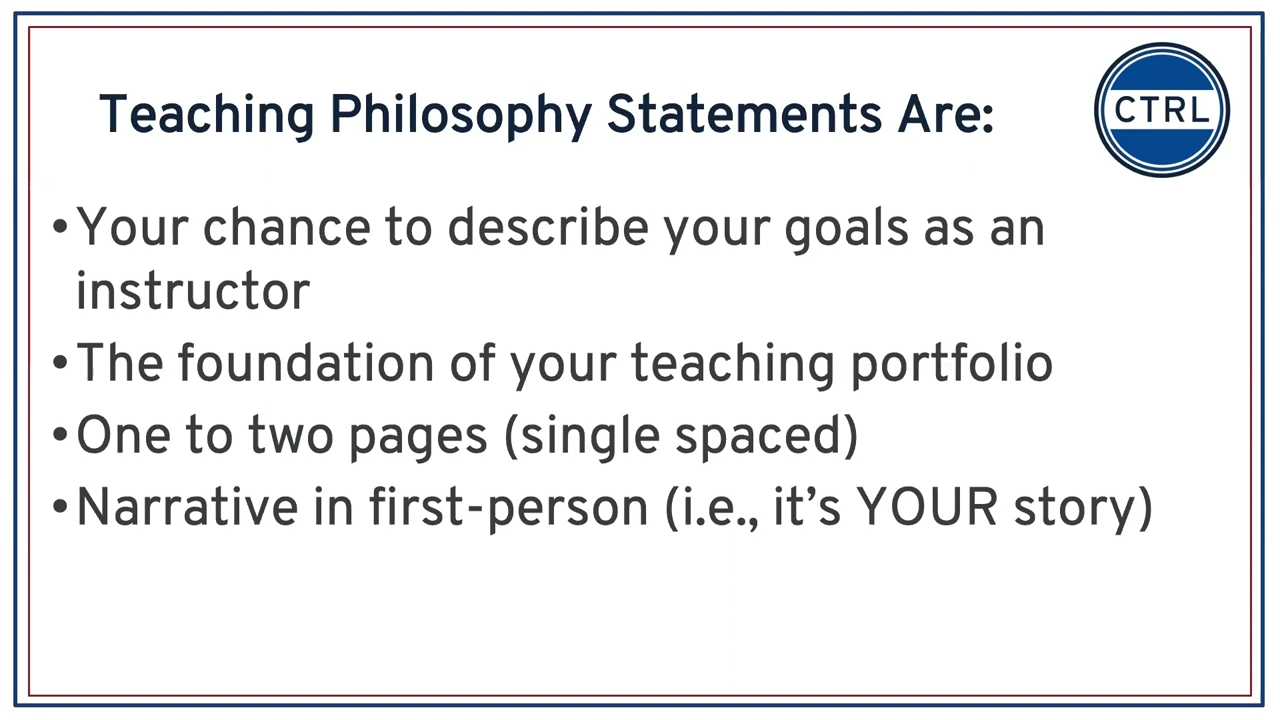 Teaching Philosophy Statements Are:
CTRL
•Your chance to describe your goals as an
instructor
•The foundation of your teaching portfolio
•One to two pages (single spaced)
•Narrative in first-person (i.e., it's YOUR story)